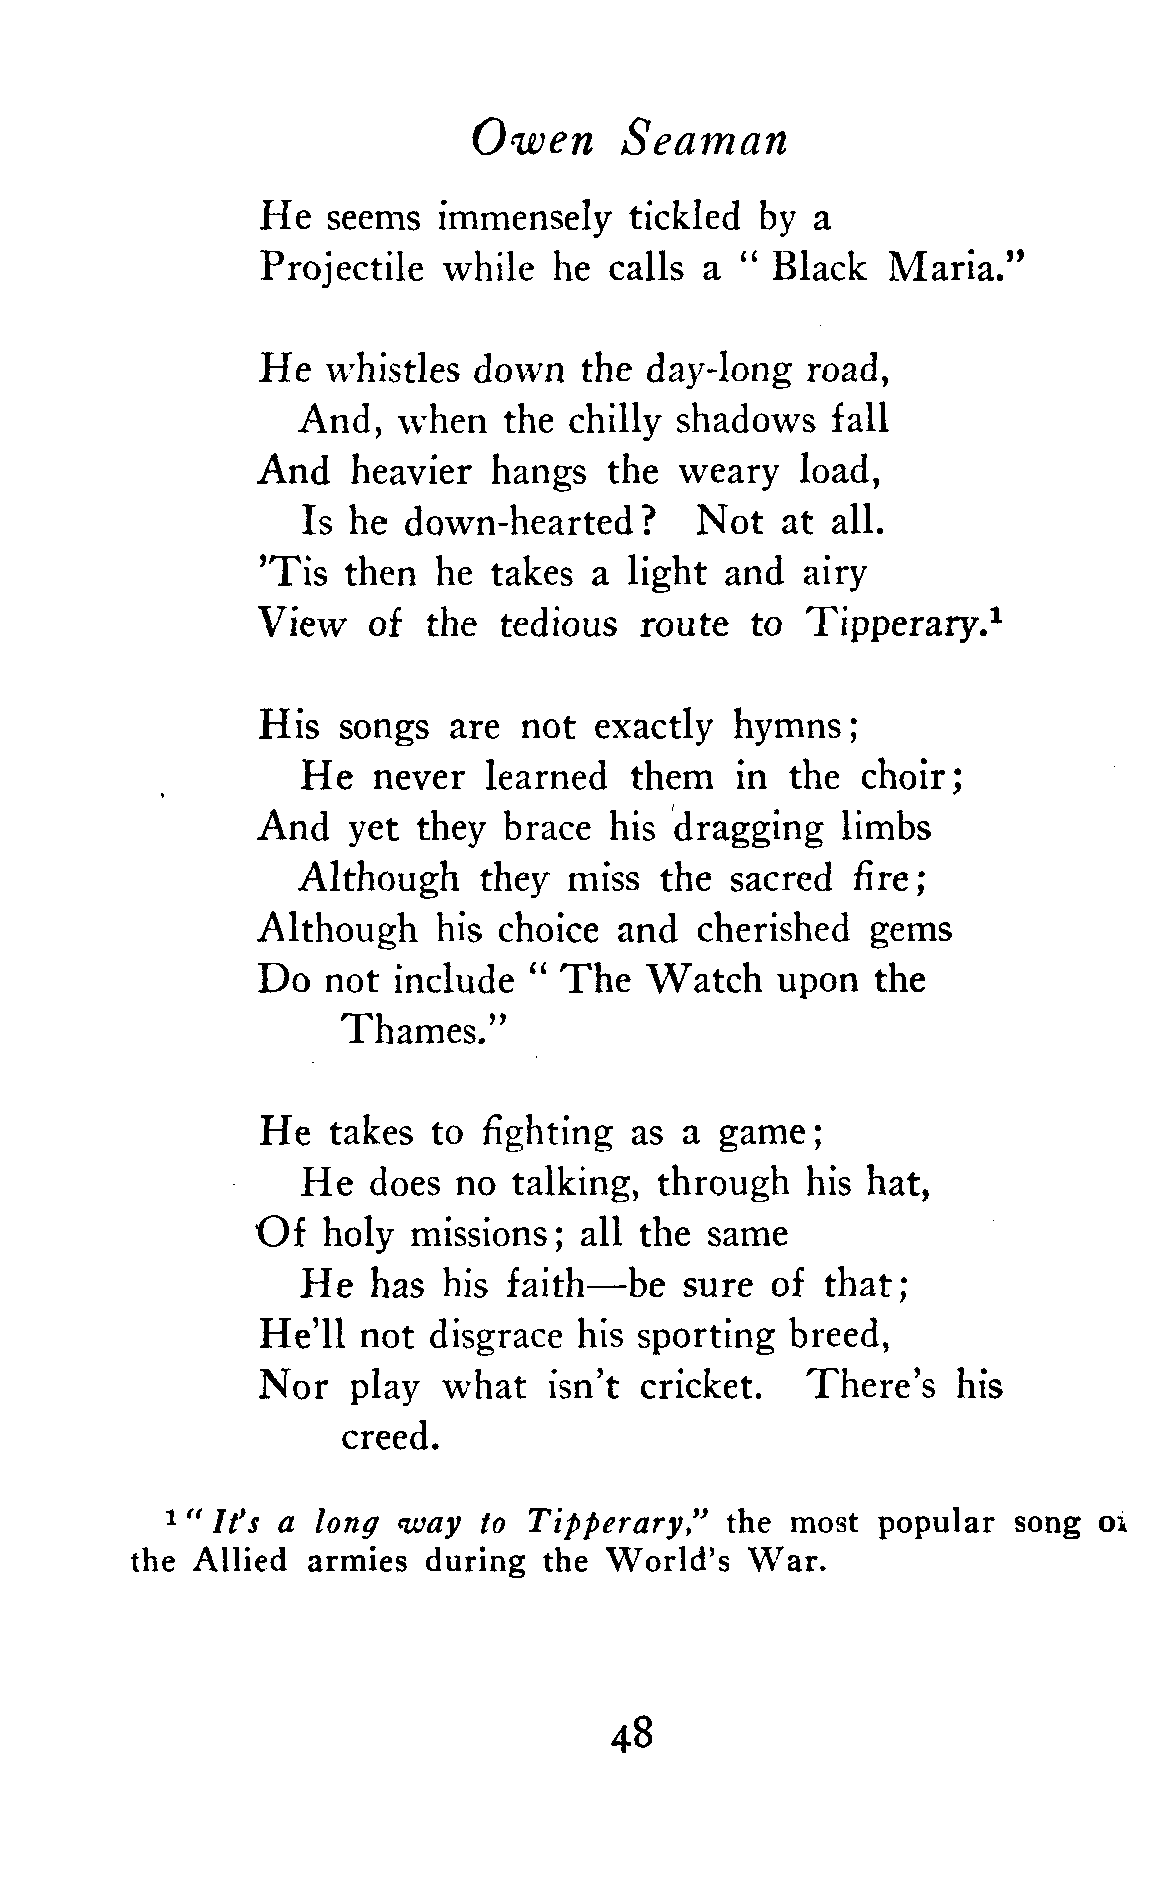 Owen Seaman
He seems immensely tickled by a
Projectile while he calls a “ Black Maria.”
He whistles down the day-long road,
And, when the chilly shadows fall
And heavier hangs the weary load,
Is he down-hearted? Not at all.
’Tis then he takes a light and airy
View of the tedious route to Tipperary.¹
His songs are not exactly hymns;
He never learned them in the choir;
And yet they brace his dragging limbs
Although they miss the sacred fire;
Although his choice and cherished gems
Do not include “ The Watch upon the
Thames.”
He takes to fighting as a game;
He does no talking, through his hat,
Of holy missions; all the same
He has his faith—be sure of that;
He’ll not disgrace his sporting breed,
Nor play what isn’t cricket. There’s his
creed.
¹ “ It’s a long way to Tipperary,” the most popular song of
the Allied armies during the World’s War.
48